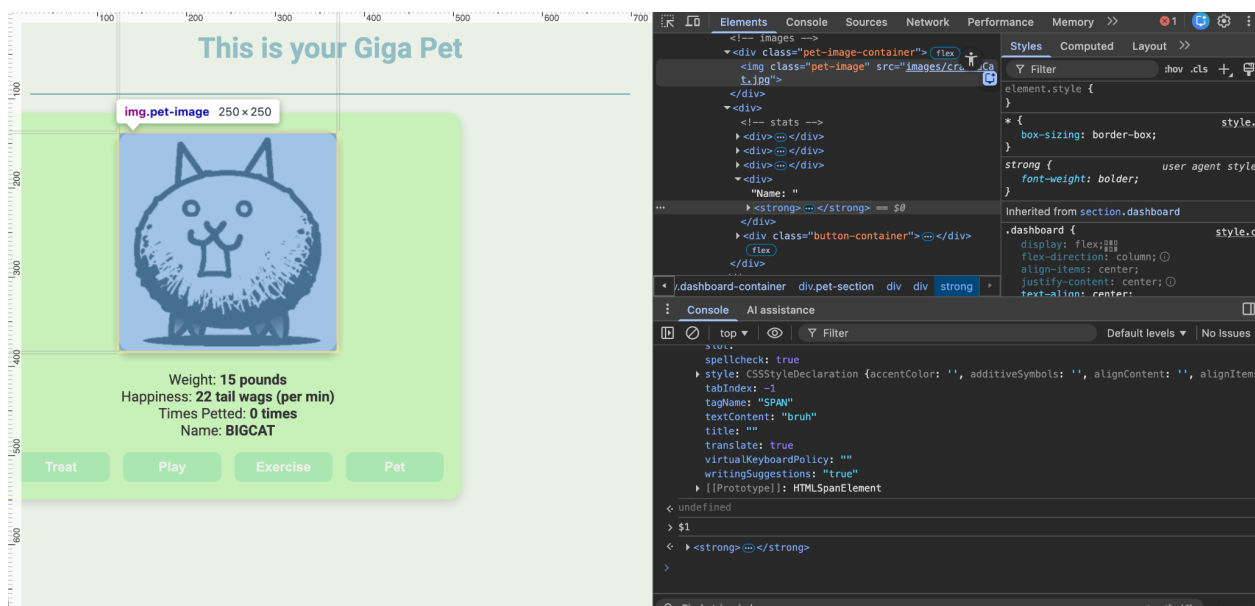 100 200 300 400 500 600 700
This is your Giga Pet
100
img.pet-image 250 × 250
200
300
400
Weight: 15 pounds
Happiness: 22 tail wags (per min)
Times Petted: 0 times
Name: BIGCAT
500
Treat Play Exercise Pet
600
Elements Console Sources Network Performance Memory 1
<!-- images -->
<div class="pet-image-container"> flex
<img class="pet-image" src="images/cra
t.jpg">
</div>
<div>
<!-- stats -->
<div> </div>
<div> </div>
<div> </div>
<div>
"Name: "
<strong> </strong> == $0
</div>
<div class="button-container"> </div>
flex
</div>
.dashboard-container div.pet-section div div strong
Styles Computed Layout
Filter :hov .cls
element.style {
}
* { style.
box-sizing: border-box;
}
strong { user agent style
font-weight: bolder;
}
Inherited from section.dashboard
.dashboard {
display: flex;
flex-direction: column;
align-items: center;
justify-content: center;
text-align: center;
Console AI assistance
top Filter Default levels No Issues
spellcheck: true
style: CSSStyleDeclaration {accentColor: '', additiveSymbols: '', alignContent: '', alignItem
tabIndex: -1
tagName: "SPAN"
textContent: "bruh"
title: ""
translate: true
virtualKeyboardPolicy: ""
writingSuggestions: "true"
[[Prototype]]: HTMLSpanElement
undefined
> $1
<strong> </strong>